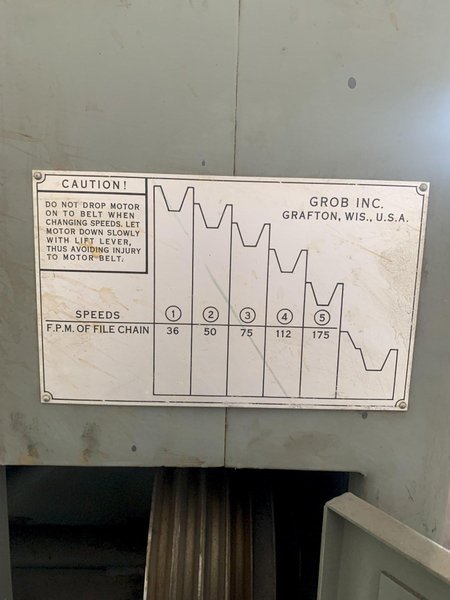 CAUTION!
DO NOT DROP MOTOR
ON TO BELT WHEN
CHANGING SPEEDS. LET
MOTOR DOWN SLOWLY
WITH LIFT LEVER,
THUS AVOIDING INJURY
TO MOTOR BELT.
GROB INC.
GRAFTON, WIS., U.S.A.
SPEEDS 1 2 3 4 5
F.P.M. OF FILE CHAIN 36 50 75 112 175